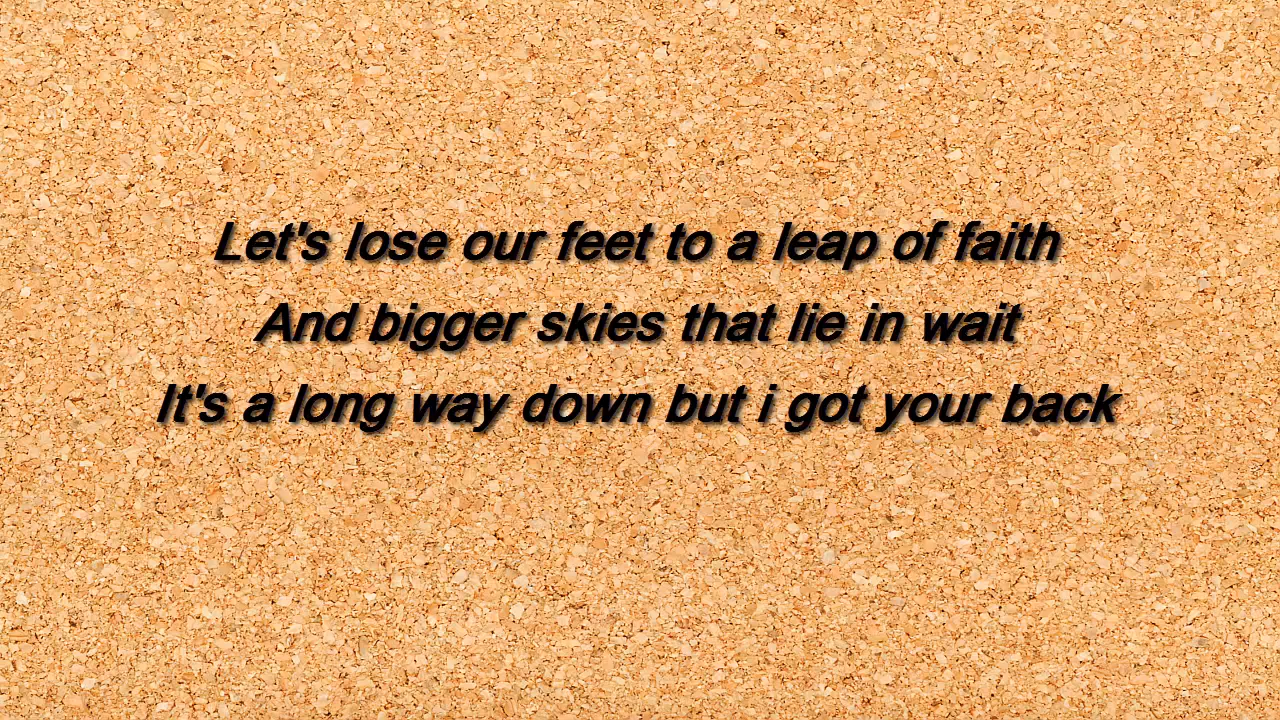 Let's lose our feet to a leap of faith
And bigger skies that lie in wait
It's a long way down but i got your back